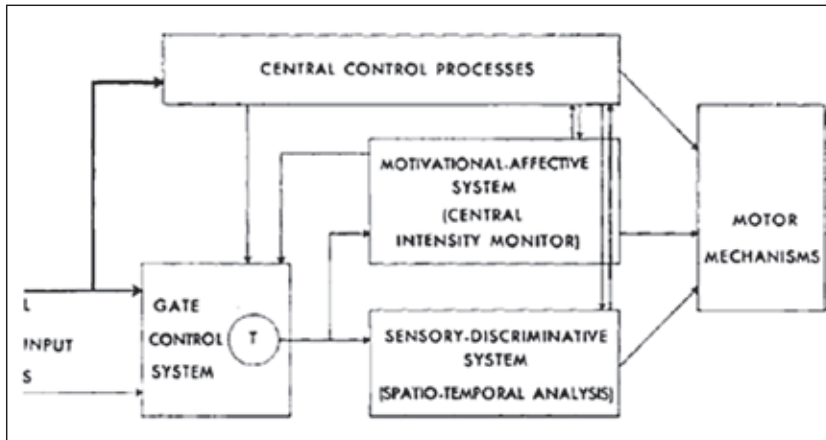 CENTRAL CONTROL PROCESSES
MOTIVATIONAL-AFFECTIVE
SYSTEM
(CENTRAL
INTENSITY MONITOR)
MOTOR
MECHANISMS
L
INPUT
S
GATE
CONTROL
SYSTEM
T
SENSORY-DISCRIMINATIVE
SYSTEM
(SPATIO-TEMPORAL ANALYSIS)